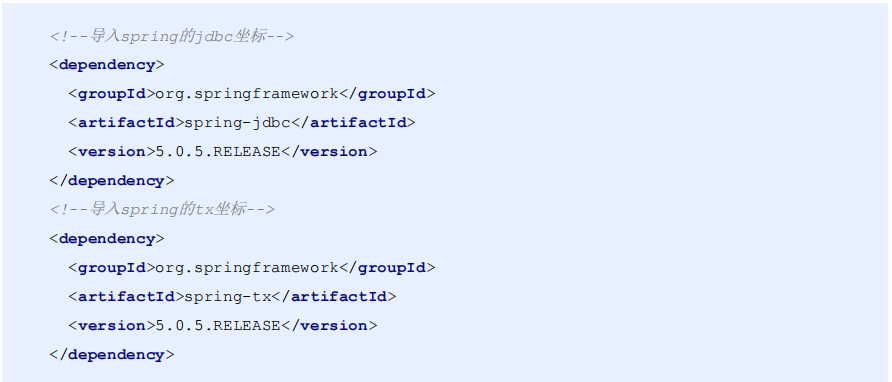 <!--导入spring的jdbc坐标-->
<dependency>
<groupId>org.springframework</groupId>
<artifactId>spring-jdbc</artifactId>
<version>5.0.5.RELEASE</version>
</dependency>
<!--导入spring的tx坐标-->
<dependency>
<groupId>org.springframework</groupId>
<artifactId>spring-tx</artifactId>
<version>5.0.5.RELEASE</version>
</dependency>